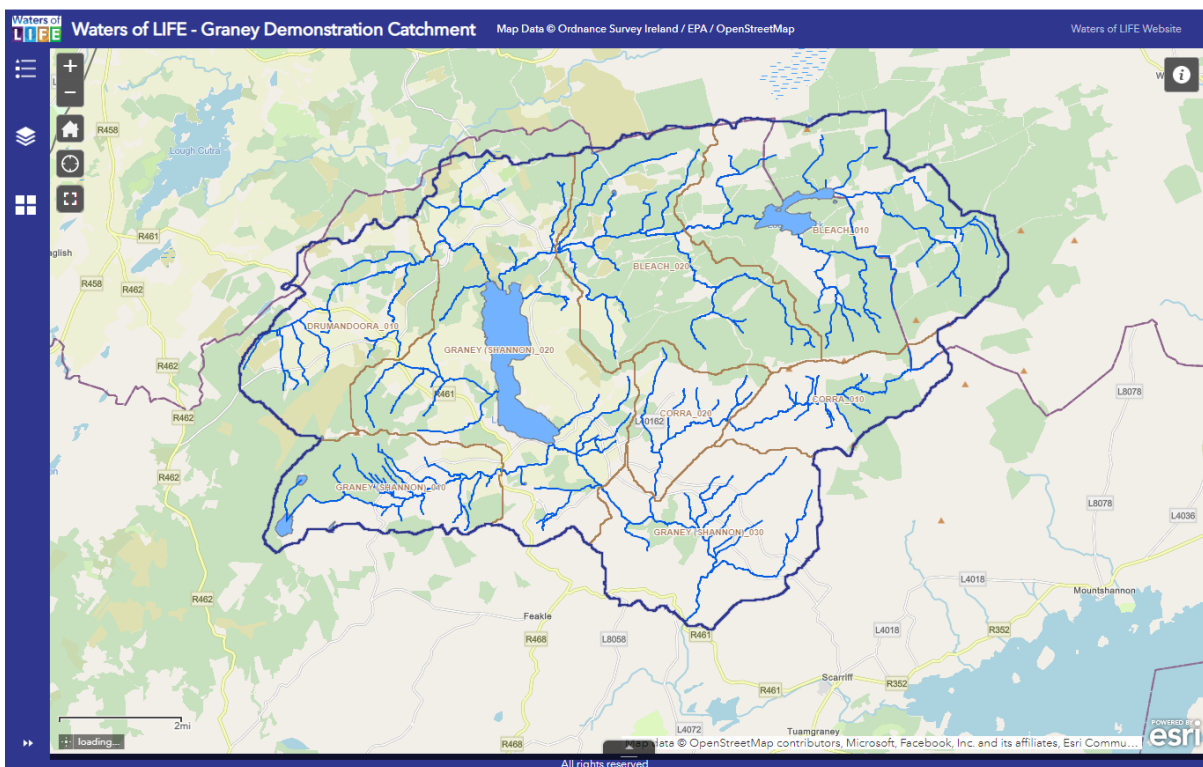 Waters of
LIFE
Waters of LIFE - Graney Demonstration Catchment
Map Data © Ordnance Survey Ireland / EPA / OpenStreetMap
Waters of LIFE Website
R458
Lough Cutra
R461
R458
R462
R462
R462
R462
DRUMANDOORA_010
BLEACH_010
BLEACH_020
GRANEY (SHANNON)_020
R461
CORRA_020
L40162
CORRA_010
GRANEY (SHANNON)_010
GRANEY (SHANNON)_030
L8078
L8078
L4036
L4018
Mountshannon
Feakle
R468
L8058
R461
L4018
R352
Scarriff
R352
R461
L4072
Tuamgraney
R468
2mi
loading...
Map data © OpenStreetMap contributors, Microsoft, Facebook, Inc. and its affiliates, Esri Commu...
POWERED BY
esri
All rights reserved